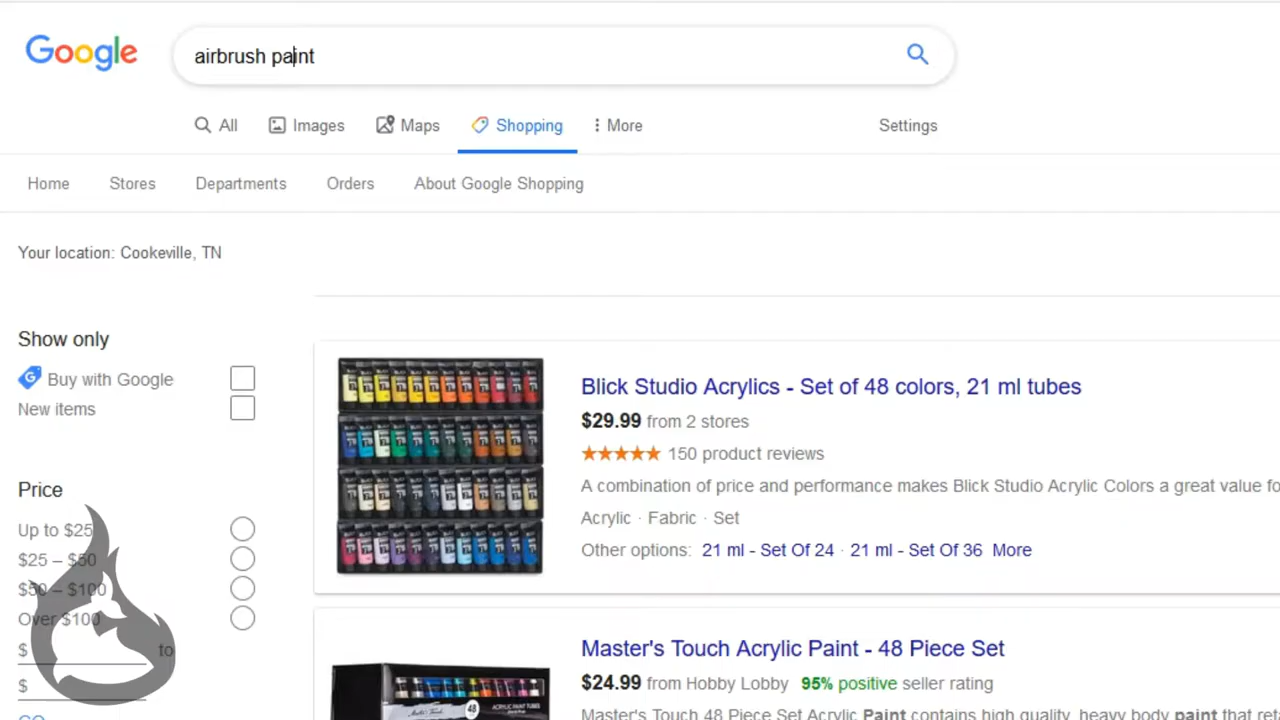 Google
airbrush paint
All Images Maps Shopping More Settings
Home Stores Departments Orders About Google Shopping
Your location: Cookeville, TN
Show only
Buy with Google
New items
Price
Up to $25
$25 – $50
$50 – $100
Over $100
$ to
$
GO
Blick Studio Acrylics - Set of 48 colors, 21 ml tubes
$29.99 from 2 stores
150 product reviews
A combination of price and performance makes Blick Studio Acrylic Colors a great value fo
Acrylic · Fabric · Set
Other options: 21 ml - Set Of 24 · 21 ml - Set Of 36 More
Master's Touch Acrylic Paint - 48 Piece Set
$24.99 from Hobby Lobby 95% positive seller rating
Master's Touch 48 Piece Set Acrylic Paint contains high quality, heavy body
48